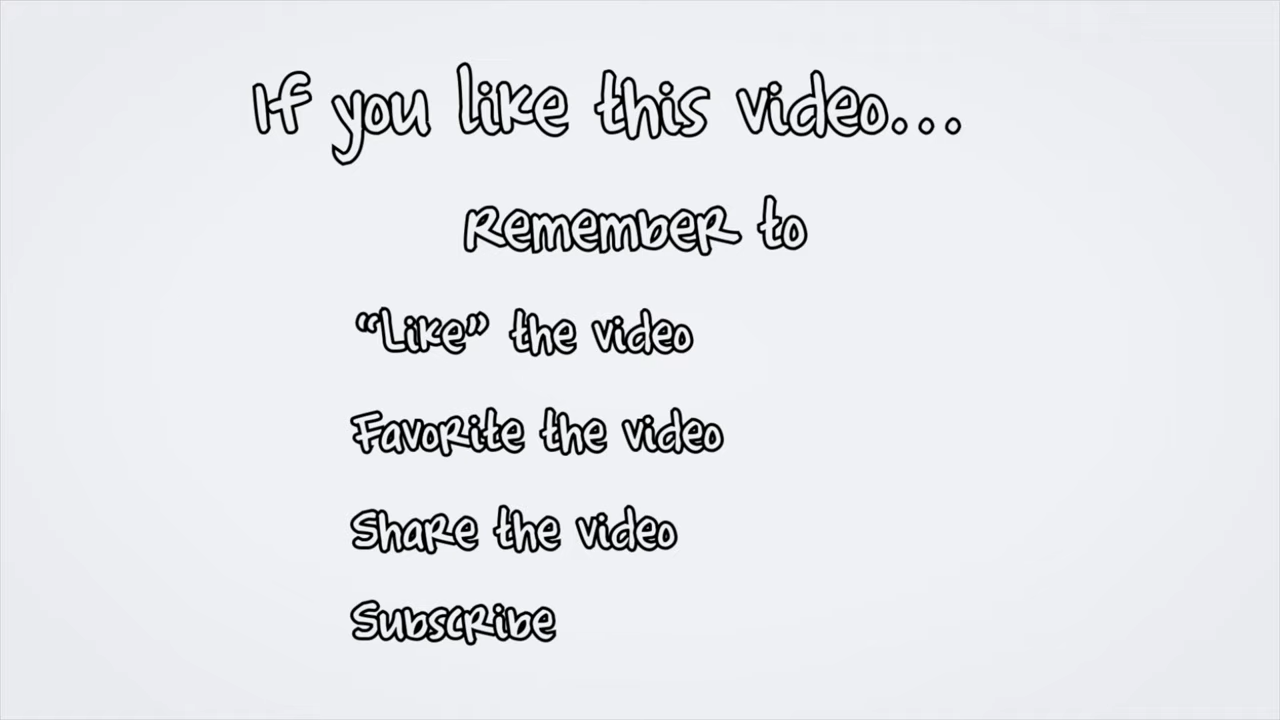 If you like this video...
Remember to
“Like” the video
Favorite the video
Share the video
Subscribe